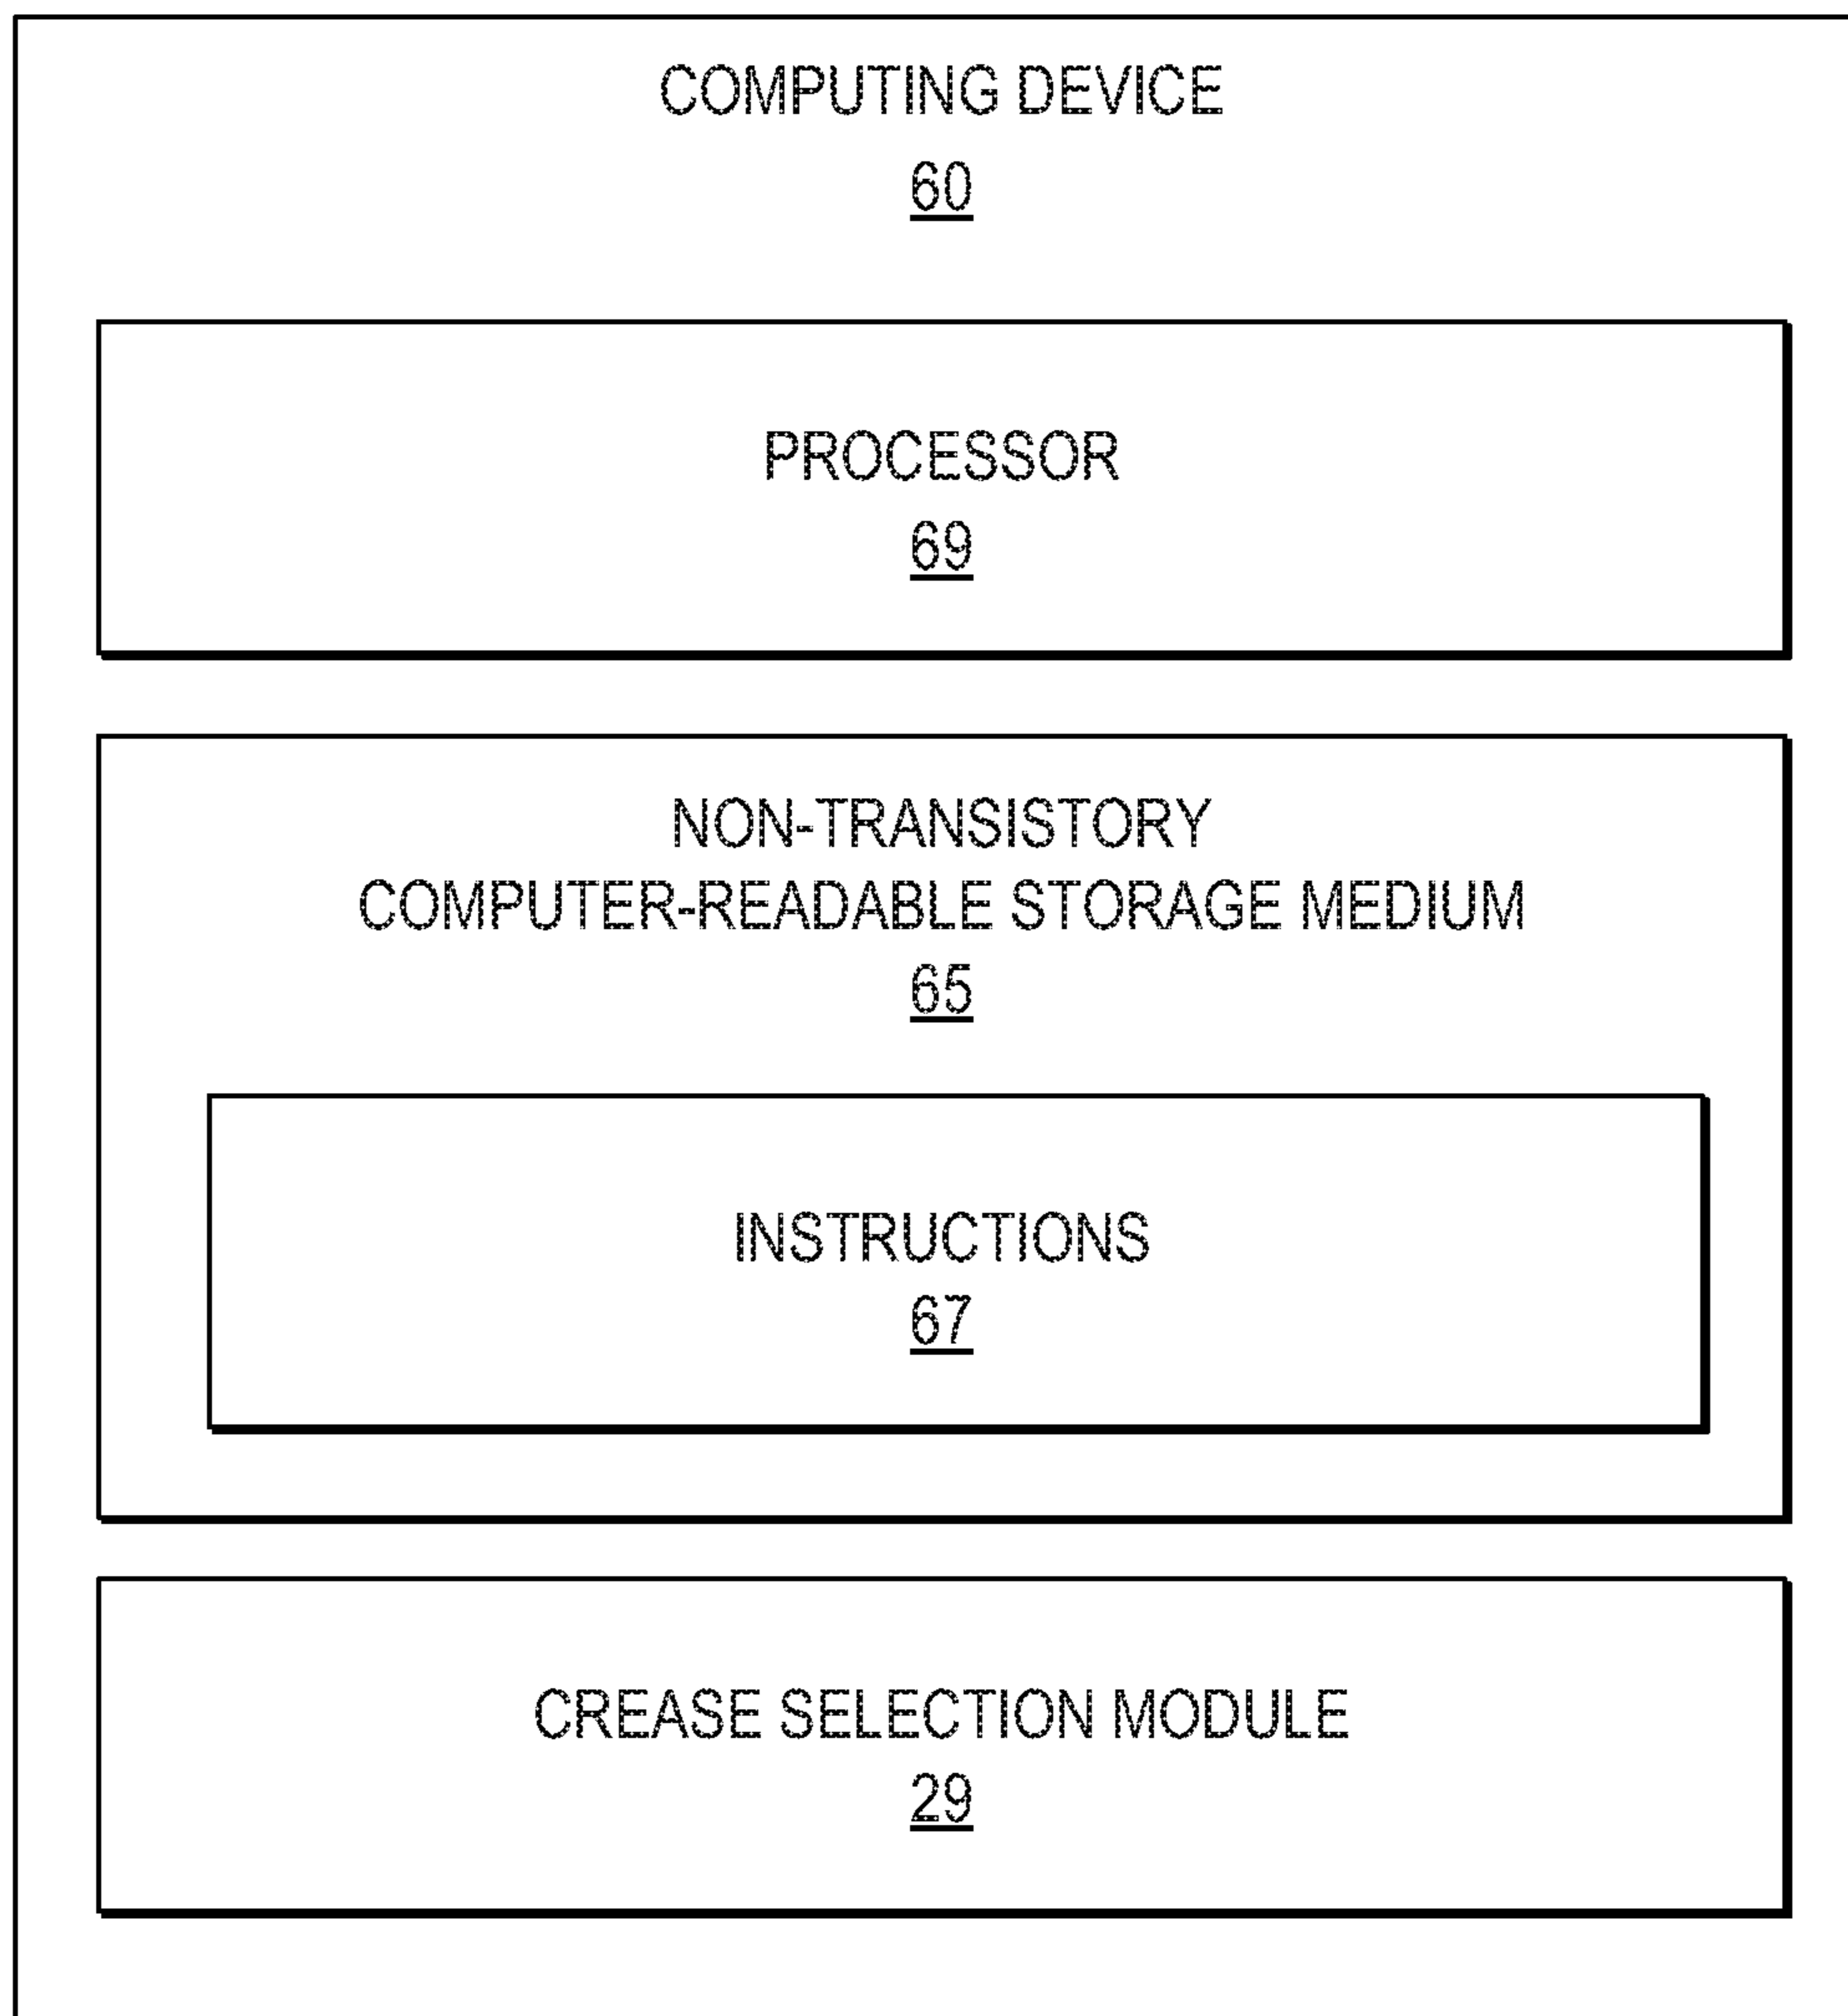 COMPUTING DEVICE
60
PROCESSOR
69
NON-TRANSISTORY
COMPUTER-READABLE STORAGE MEDIUM
65
INSTRUCTIONS
67
CREASE SELECTION MODULE
29